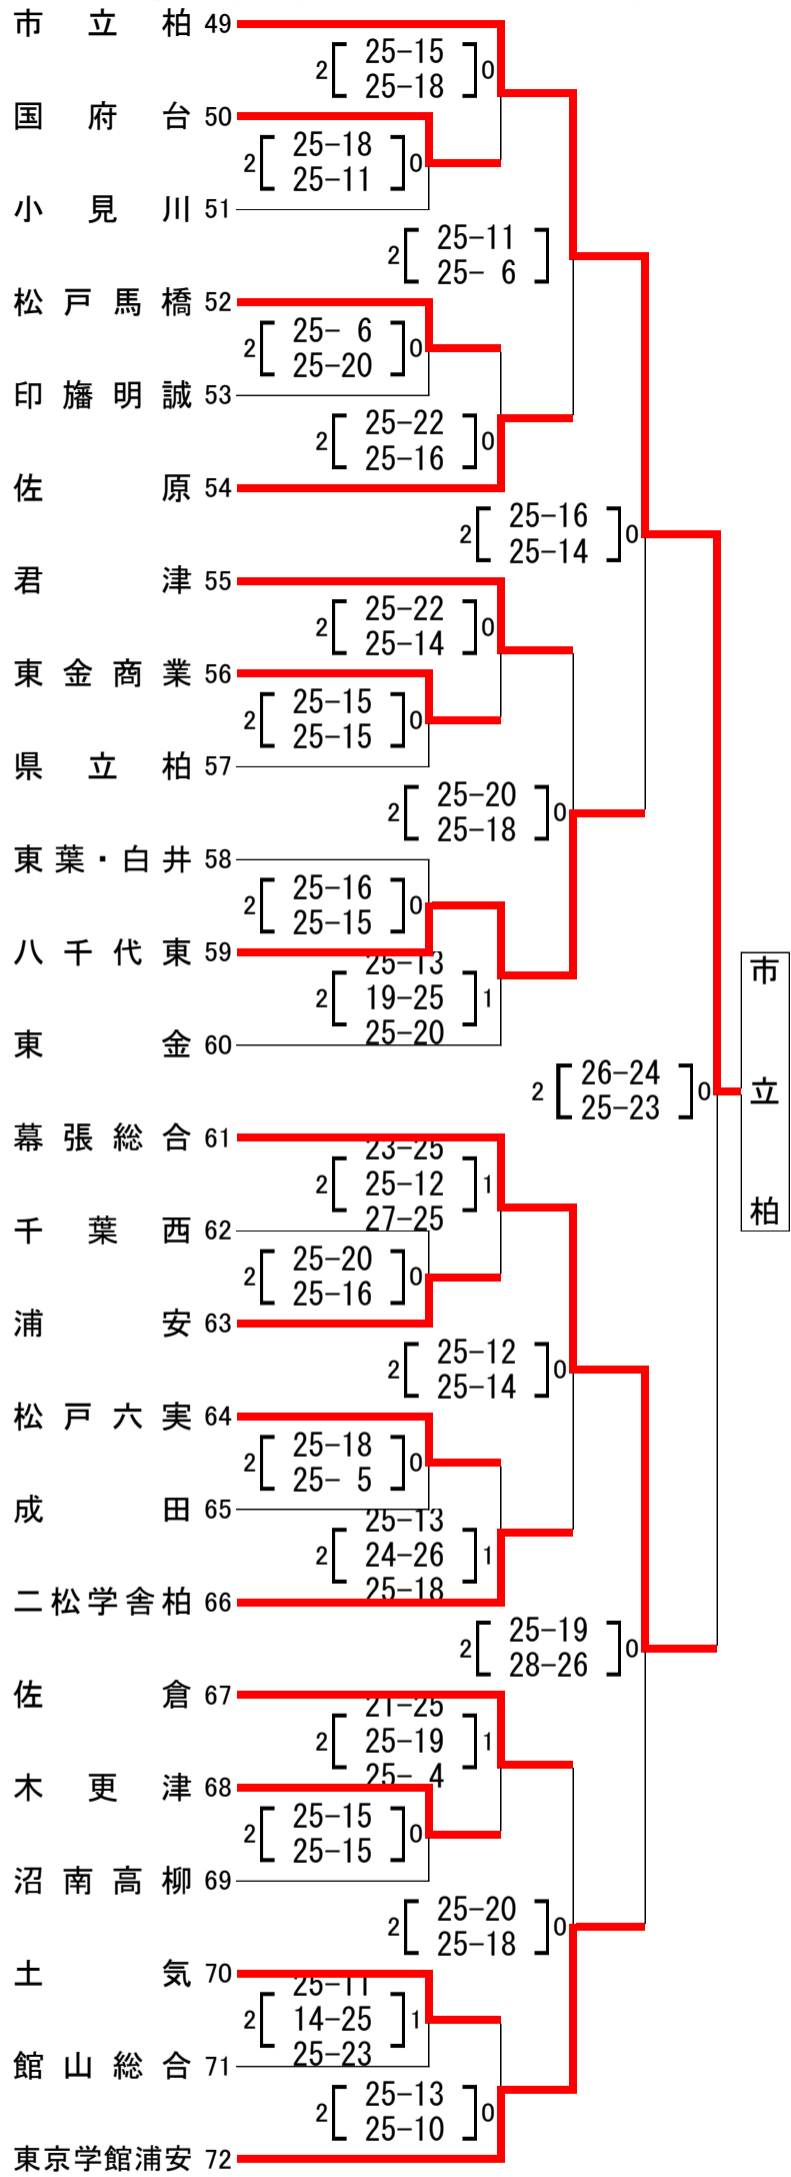 市立柏 49
2 25-15 0
25-18
国府台 50
2 25-18 0
25-11
小見川 51
2 25-11
25- 6
松戸馬橋 52
2 25- 6 0
25-20
印旛明誠 53
2 25-22 0
25-16
佐原 54
2 25-16 0
25-14
君津 55
2 25-22 0
25-14
東金商業 56
2 25-15 0
25-15
県立柏 57
2 25-20 0
25-18
東葉・白井 58
2 25-16 0
25-15
八千代東 59
25-13
2 19-25 1
25-20
東金 60
2 26-24 0
25-23
市立柏
幕張総合 61
23-25
2 25-12 1
27-25
千葉西 62
2 25-20 0
25-16
浦安 63
2 25-12 0
25-14
松戸六実 64
2 25-18 0
25- 5
成田 65
25-13
2 24-26 1
25-18
二松学舎柏 66
2 25-19 0
28-26
佐倉 67
21-25
2 25-19 1
25- 4
木更津 68
2 25-15 0
25-15
沼南高柳 69
2 25-20 0
25-18
土気 70
25-11
2 14-25 1
25-23
館山総合 71
2 25-13 0
25-10
東京学館浦安 72